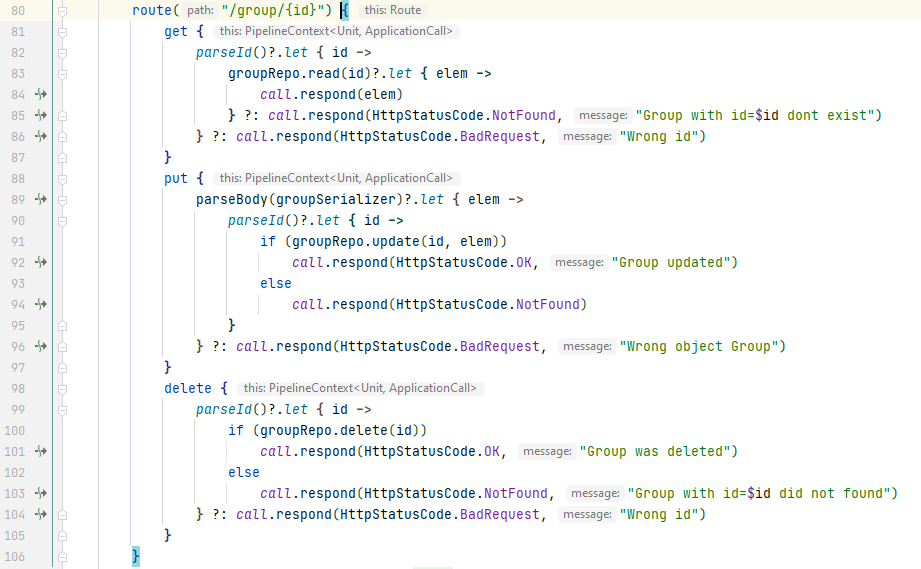 80 route( path: "/group/{id}") { this: Route
81 get { this: PipelineContext<Unit, ApplicationCall>
82 parseId()?.let { id ->
83 groupRepo.read(id)?.let { elem ->
84 call.respond(elem)
85 } ?: call.respond(HttpStatusCode.NotFound, message: "Group with id=$id dont exist")
86 } ?: call.respond(HttpStatusCode.BadRequest, message: "Wrong id")
87 }
88 put { this: PipelineContext<Unit, ApplicationCall>
89 parseBody(groupSerializer)?.let { elem ->
90 parseId()?.let { id ->
91 if (groupRepo.update(id, elem))
92 call.respond(HttpStatusCode.OK, message: "Group updated")
93 else
94 call.respond(HttpStatusCode.NotFound)
95 }
96 } ?: call.respond(HttpStatusCode.BadRequest, message: "Wrong object Group")
97 }
98 delete { this: PipelineContext<Unit, ApplicationCall>
99 parseId()?.let { id ->
100 if (groupRepo.delete(id))
101 call.respond(HttpStatusCode.OK, message: "Group was deleted")
102 else
103 call.respond(HttpStatusCode.NotFound, message: "Group with id=$id did not found")
104 } ?: call.respond(HttpStatusCode.BadRequest, message: "Wrong id")
105 }
106 }